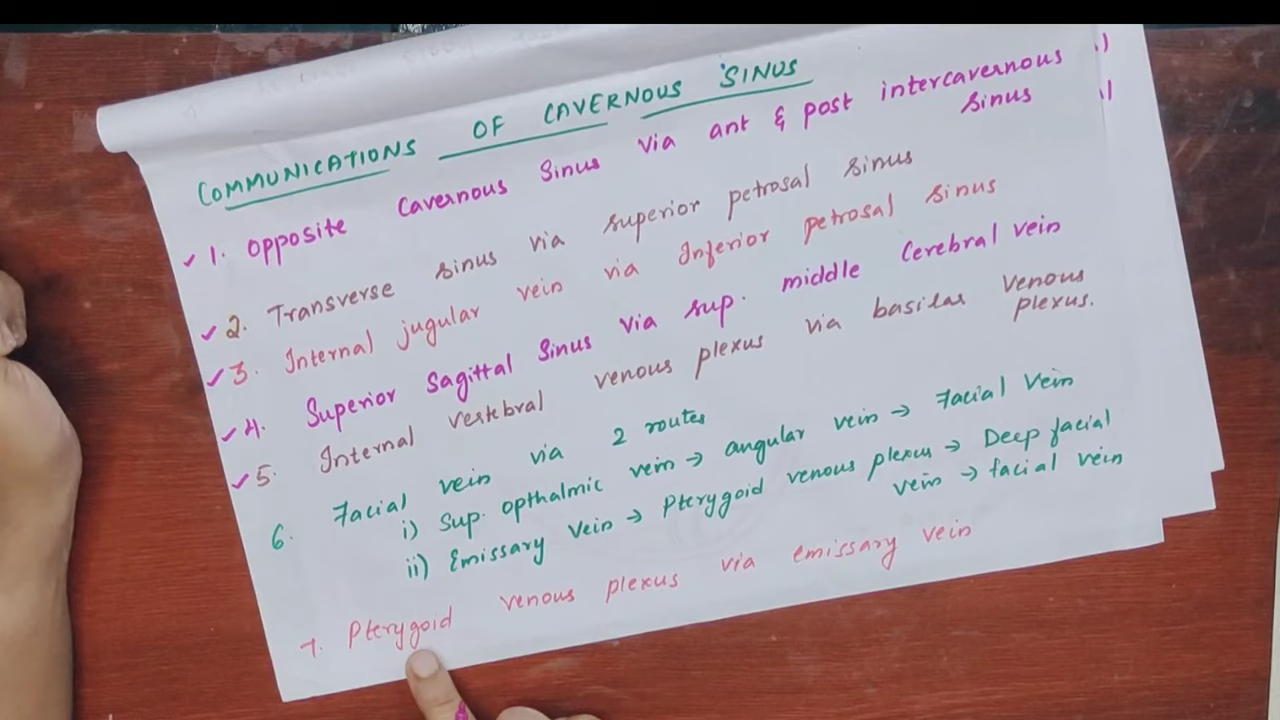 COMMUNICATIONS OF CAVERNOUS SINUS
1. Opposite Cavernous Sinus Via ant & post intercavernous
sinus
2. Transverse sinus via superior petrosal sinus
3. Internal jugular vein via Inferior petrosal sinus
4. Superior Sagittal Sinus Via sup. middle Cerebral vein
5. Internal vertebral venous plexus via basilar venous
plexus.
6. Facial vein via 2 routes
i) Sup. opthalmic vein → angular vein → Facial Vein
ii) Emissary Vein → Pterygoid venous plexus → Deep facial
vein → facial vein
7. Pterygoid venous plexus via emissary vein